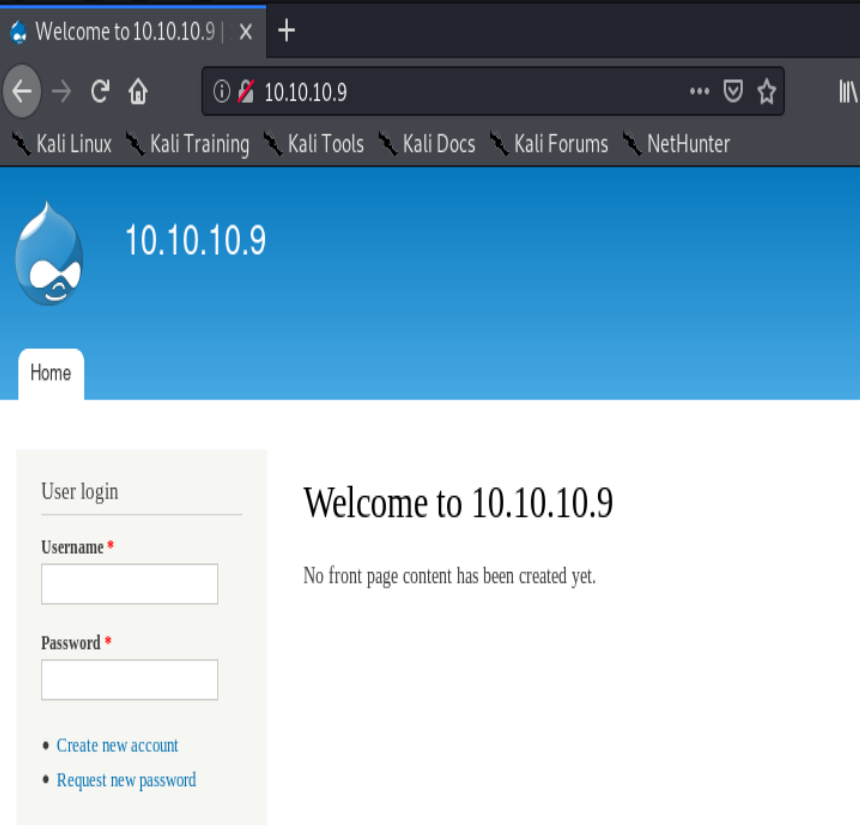 Welcome to 10.10.10.9 |
10.10.10.9
Kali Linux Kali Training Kali Tools Kali Docs Kali Forums NetHunter
10.10.10.9
Home
User login
Username *
Password *
Create new account
Request new password
Welcome to 10.10.10.9
No front page content has been created yet.